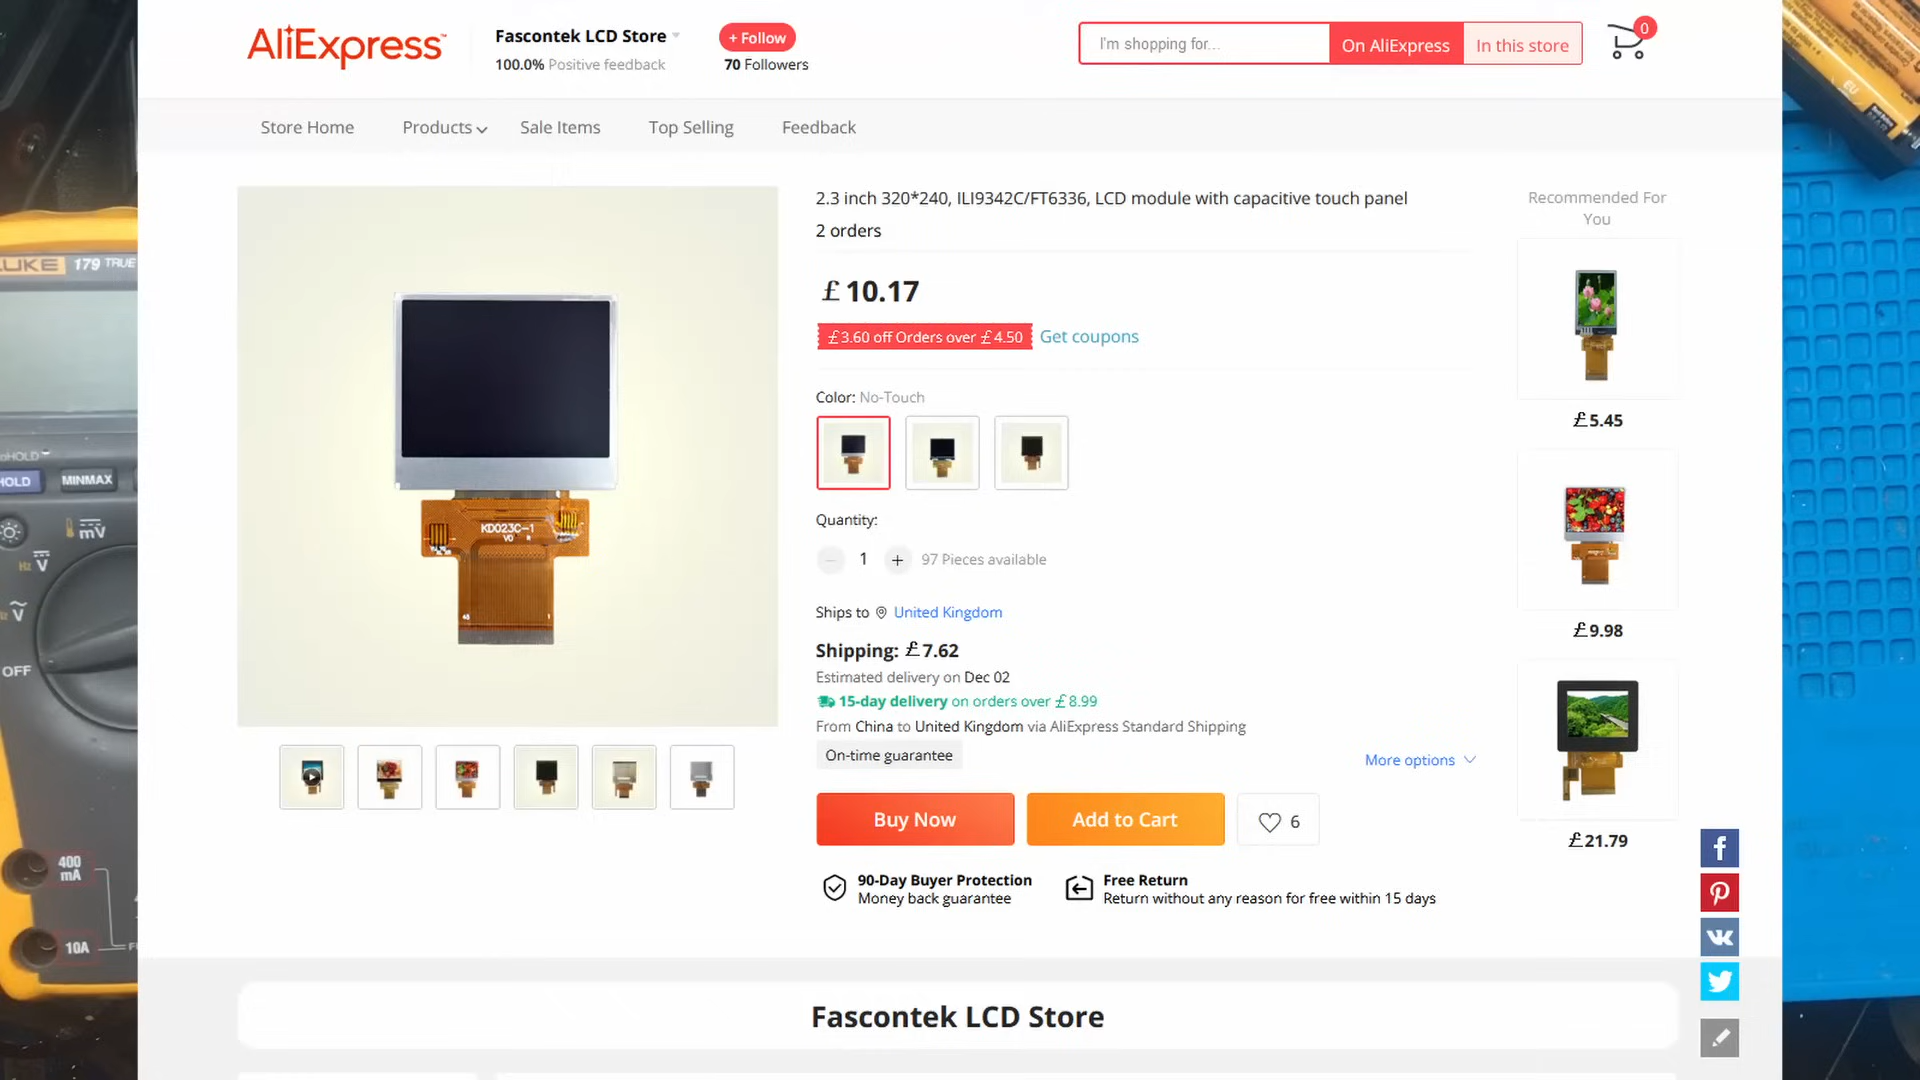 AliExpress
Fascontek LCD Store
100.0% Positive feedback
+ Follow
70 Followers
I'm shopping for...
On AliExpress
In this store
0
Store Home
Products
Sale Items
Top Selling
Feedback
2.3 inch 320*240, ILI9342C/FT6336, LCD module with capacitive touch panel
2 orders
£10.17
£3.60 off Orders over £4.50
Get coupons
Color: No-Touch
Quantity:
1
97 Pieces available
Ships to United Kingdom
Shipping: £7.62
Estimated delivery on Dec 02
15-day delivery on orders over £8.99
From China to United Kingdom via AliExpress Standard Shipping
On-time guarantee
More options
Buy Now
Add to Cart
6
90-Day Buyer Protection
Money back guarantee
Free Return
Return without any reason for free within 15 days
Recommended For
You
£5.45
£9.98
£21.79
KD023C-1
V0
Fascontek LCD Store
179 TRUE
HOLD
MINMAX
mV
Hz
V
V
OFF
400
mA
10A
EU